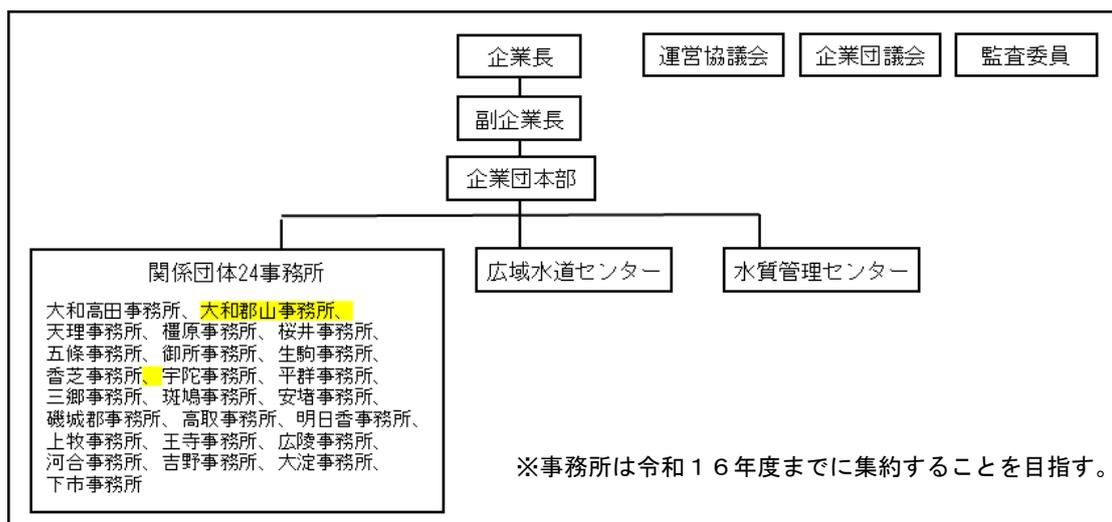 企業長
運営協議会
企業団議会
監査委員
副企業長
企業団本部
関係団体24事務所
広域水道センター
水質管理センター
大和高田事務所、大和郡山事務所、
天理事務所、橿原事務所、桜井事務所、
五條事務所、御所事務所、生駒事務所、
香芝事務所、宇陀事務所、平群事務所、
三郷事務所、斑鳩事務所、安堵事務所、
磯城郡事務所、高取事務所、明日香事務所、
上牧事務所、王寺事務所、広陵事務所、
河合事務所、吉野事務所、大淀事務所、
下市事務所
※事務所は令和１６年度までに集約することを目指す。